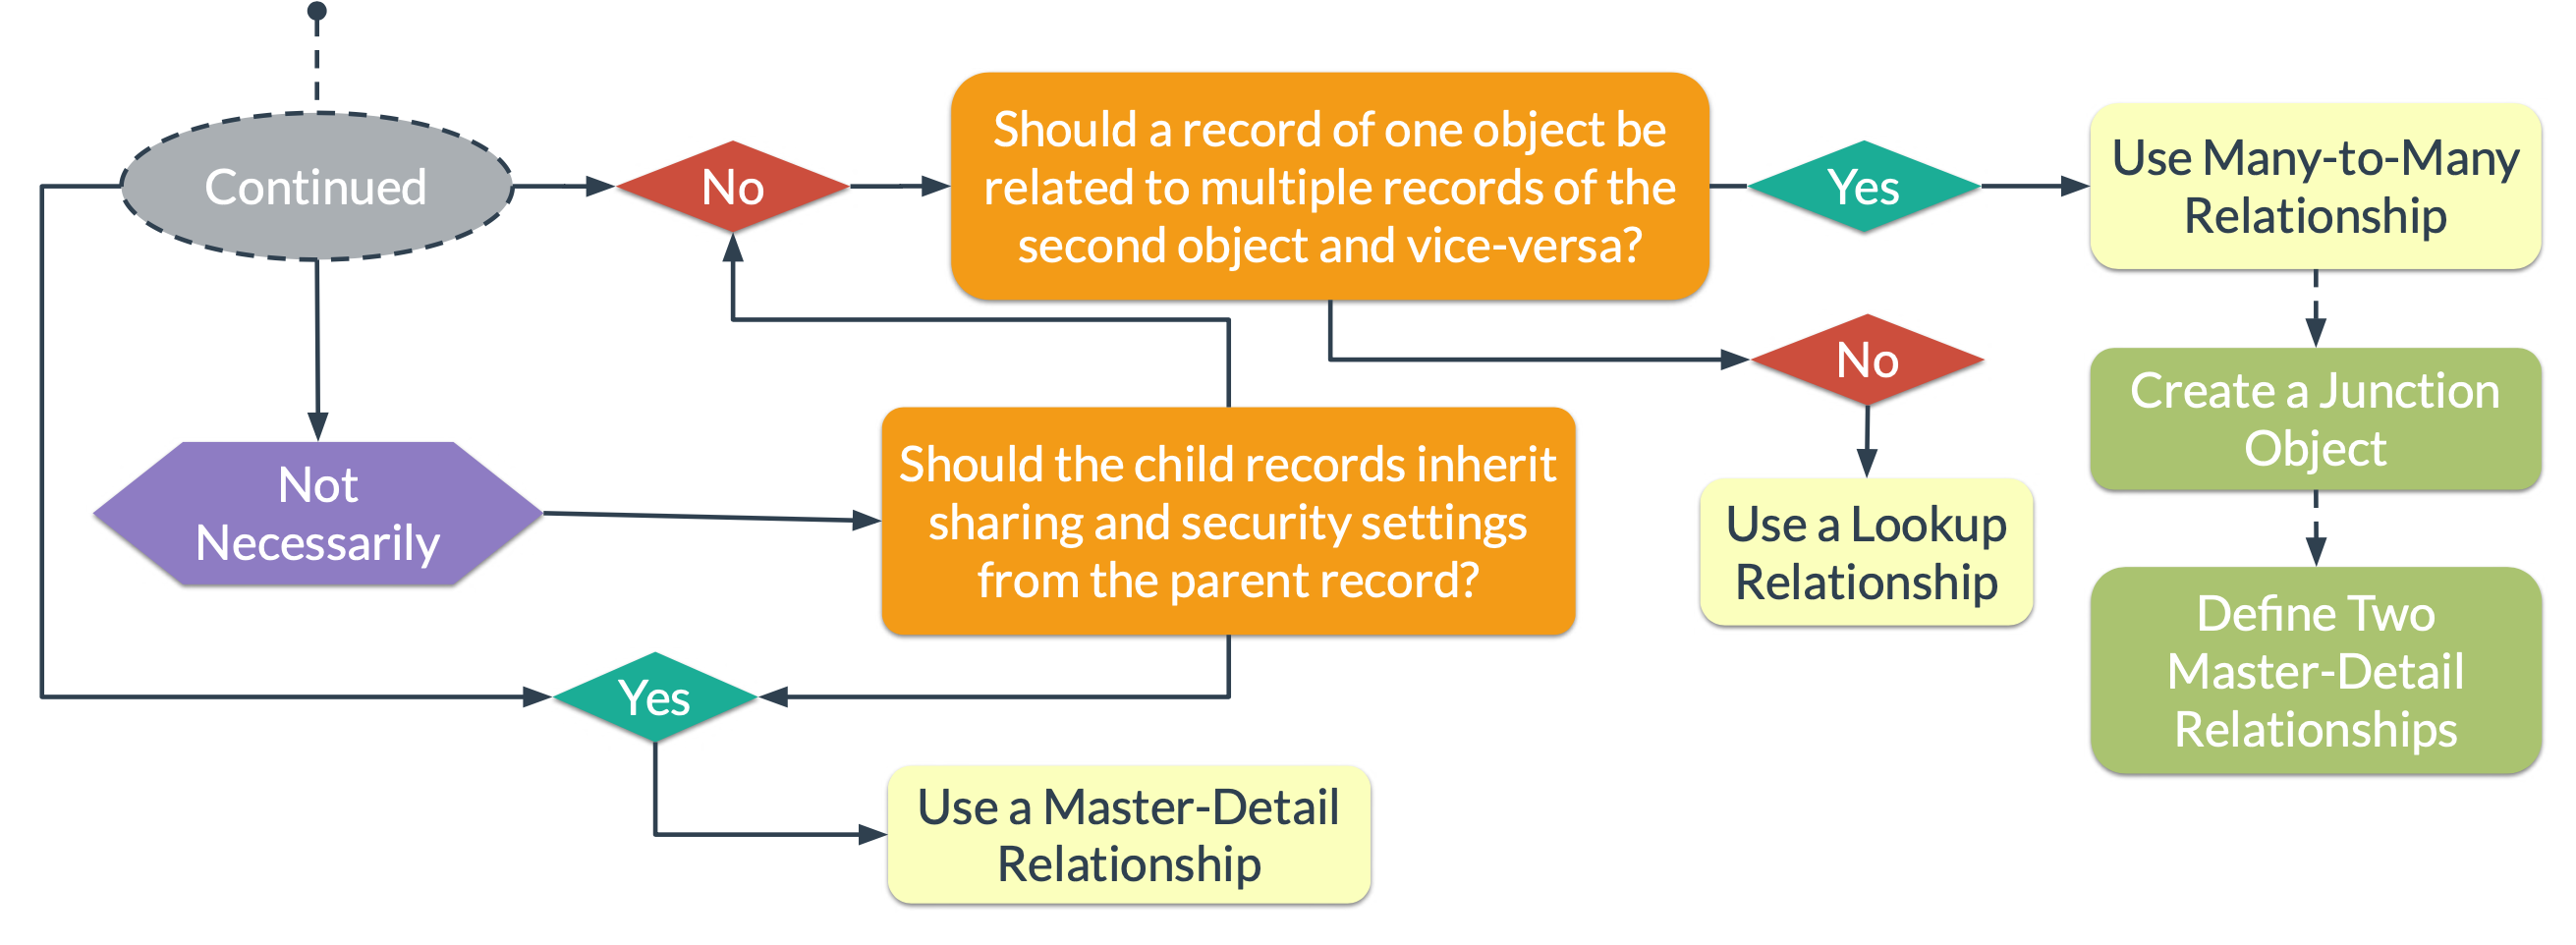 Continued
No
Should a record of one object be
related to multiple records of the
second object and vice-versa?
Yes
Use Many-to-Many
Relationship
No
Create a Junction
Object
Not
Necessarily
Should the child records inherit
sharing and security settings
from the parent record?
Use a Lookup
Relationship
Define Two
Master-Detail
Relationships
Yes
Use a Master-Detail
Relationship